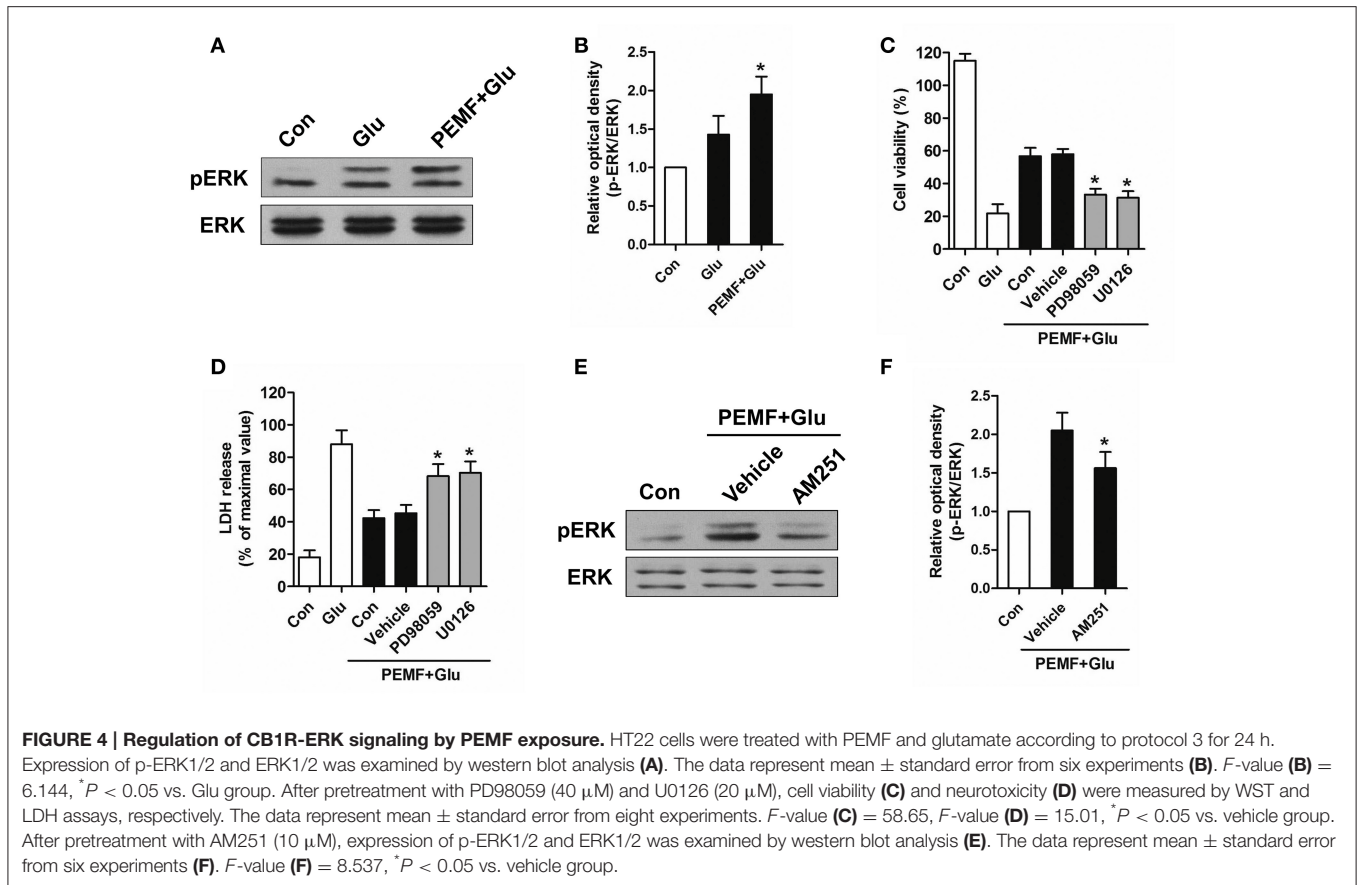 A
Con
Glu
PEMF+Glu
pERK
ERK
B
Relative optical density
(p-ERK/ERK)
2.5
2.0
1.5
1.0
0.5
0.0
*
Con
Glu
PEMF+Glu
C
Cell viability (%)
120
100
80
60
40
20
0
*
*
Con
Glu
Con
Vehicle
PD98059
U0126
PEMF+Glu
D
LDH release
(% of maximal value)
120
100
80
60
40
20
0
*
*
Con
Glu
Con
Vehicle
PD98059
U0126
PEMF+Glu
E
PEMF+Glu
Con
Vehicle
AM251
pERK
ERK
F
Relative optical density
(p-ERK/ERK)
2.5
2.0
1.5
1.0
0.5
0.0
*
Con
Vehicle
AM251
PEMF+Glu
FIGURE 4 | Regulation of CB1R-ERK signaling by PEMF exposure. HT22 cells were treated with PEMF and glutamate according to protocol 3 for 24 h.
Expression of p-ERK1/2 and ERK1/2 was examined by western blot analysis (A). The data represent mean ± standard error from six experiments (B). F-value (B) =
6.144, *P < 0.05 vs. Glu group. After pretreatment with PD98059 (40 μM) and U0126 (20 μM), cell viability (C) and neurotoxicity (D) were measured by WST and
LDH assays, respectively. The data represent mean ± standard error from eight experiments. F-value (C) = 58.65, F-value (D) = 15.01, *P < 0.05 vs. vehicle group.
After pretreatment with AM251 (10 μM), expression of p-ERK1/2 and ERK1/2 was examined by western blot analysis (E). The data represent mean ± standard error
from six experiments (F). F-value (F) = 8.537, *P < 0.05 vs. vehicle group.